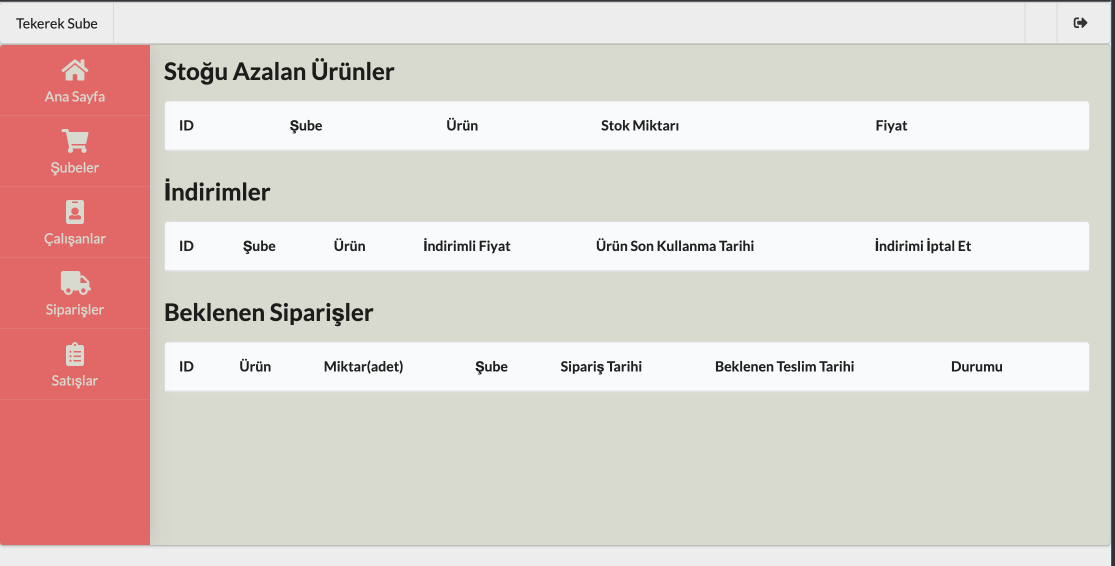 Tekerek Sube
Ana Sayfa
Şubeler
Çalışanlar
Siparişler
Satışlar
Stoğu Azalan Ürünler
ID Şube Ürün Stok Miktarı Fiyat
İndirimler
ID Şube Ürün İndirimli Fiyat Ürün Son Kullanma Tarihi İndirimi İptal Et
Beklenen Siparişler
ID Ürün Miktar(adet) Şube Sipariş Tarihi Beklenen Teslim Tarihi Durumu